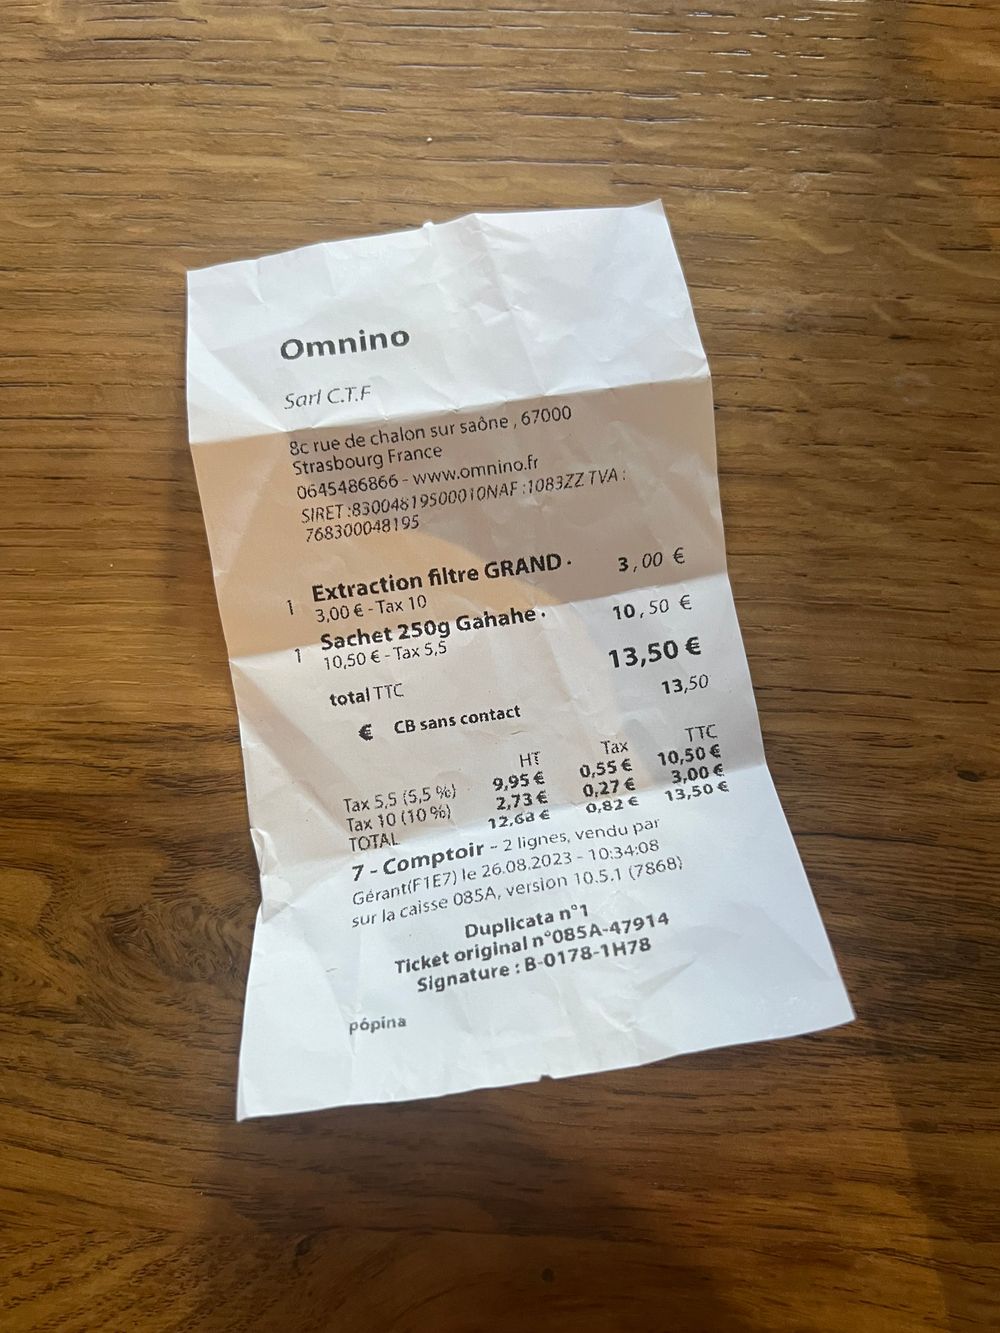 Omnino
Sarl C.T.F
8c rue de chalon sur saône , 67000
Strasbourg France
0645486866 - www.omnino.fr
SIRET :83004819500010NAF :1083ZZ TVA :
768300048195
1 Extraction filtre GRAND · 3,00 €
3,00 € - Tax 10
1 Sachet 250g Gahahe · 10,50 €
10,50 € - Tax 5,5
total TTC 13,50 €
€ CB sans contact 13,50
HT Tax TTC
Tax 5,5 (5,5 %) 9,95 € 0,55 € 10,50 €
Tax 10 (10 %) 2,73 € 0,27 € 3,00 €
TOTAL 12,68 € 0,82 € 13,50 €
7 - Comptoir - 2 lignes, vendu par
Gérant(F1E7) le 26.08.2023 - 10:34:08
sur la caisse 085A, version 10.5.1 (7868)
Duplicata n°1
Ticket original n°085A-47914
Signature : B-0178-1H78
pópina